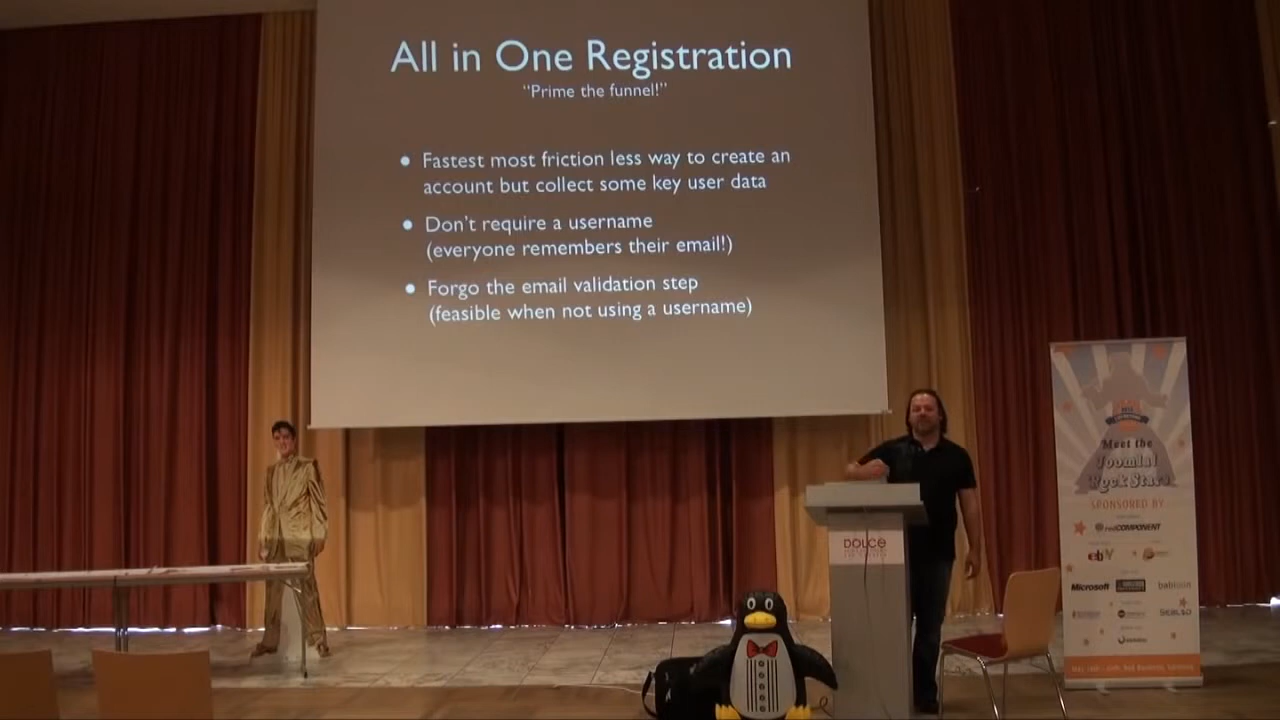 All in One Registration
“Prime the funnel!”
• Fastest most friction less way to create an
account but collect some key user data
• Don’t require a username
(everyone remembers their email!)
• Forgo the email validation step
(feasible when not using a username)
DOLCE
Meet the
Joomla!
Rock Stars
SPONSORED BY
redCOMPONENT
ebY
Microsoft
babioon